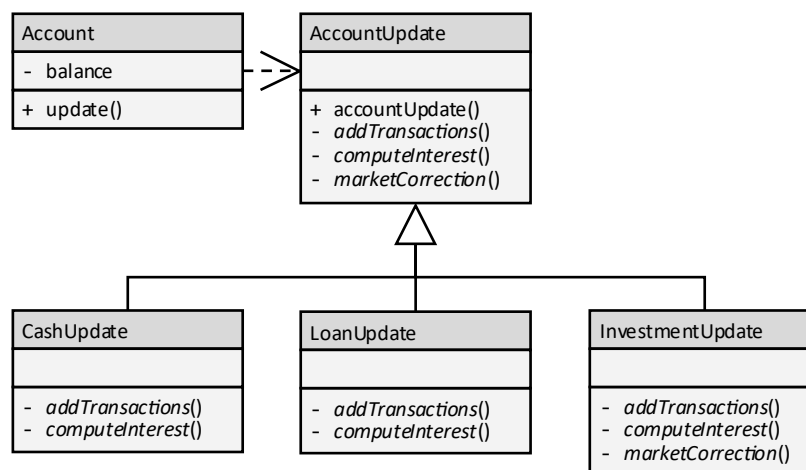 Account
- balance
+ update()
AccountUpdate
+ accountUpdate()
- addTransactions()
- computeInterest()
- marketCorrection()
CashUpdate
- addTransactions()
- computeInterest()
LoanUpdate
- addTransactions()
- computeInterest()
InvestmentUpdate
- addTransactions()
- computeInterest()
- marketCorrection()